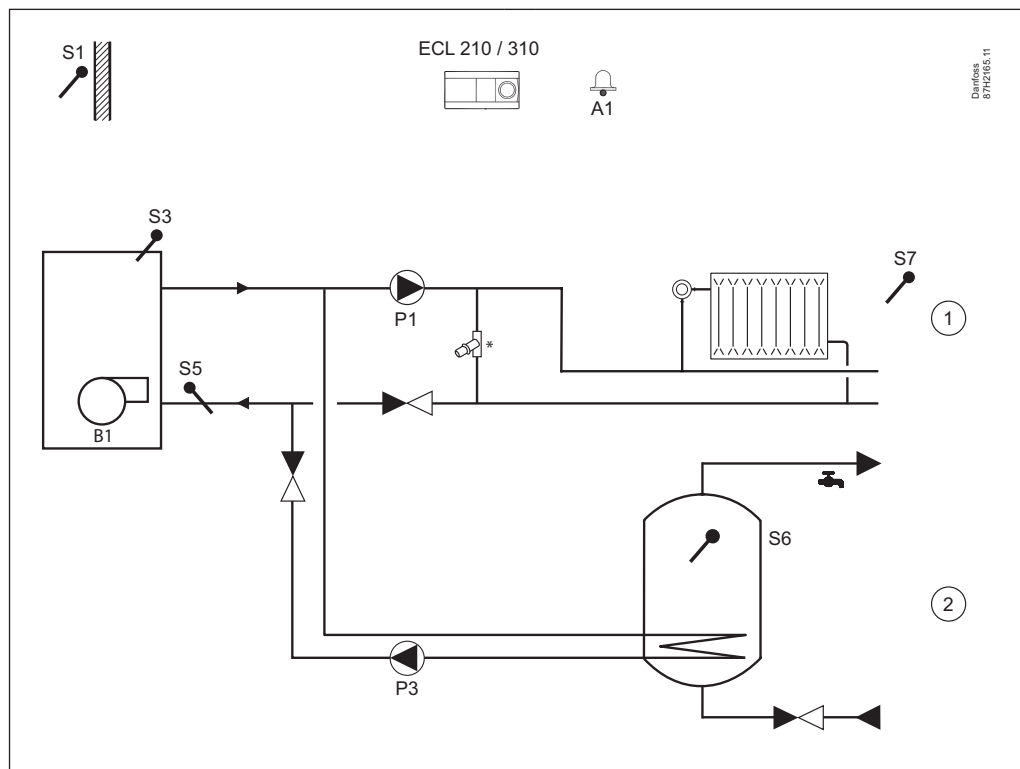 S1
ECL 210 / 310
A1
Danfoss
87H2165.11
S3
S7
P1
*
1
S5
B1
S6
2
P3